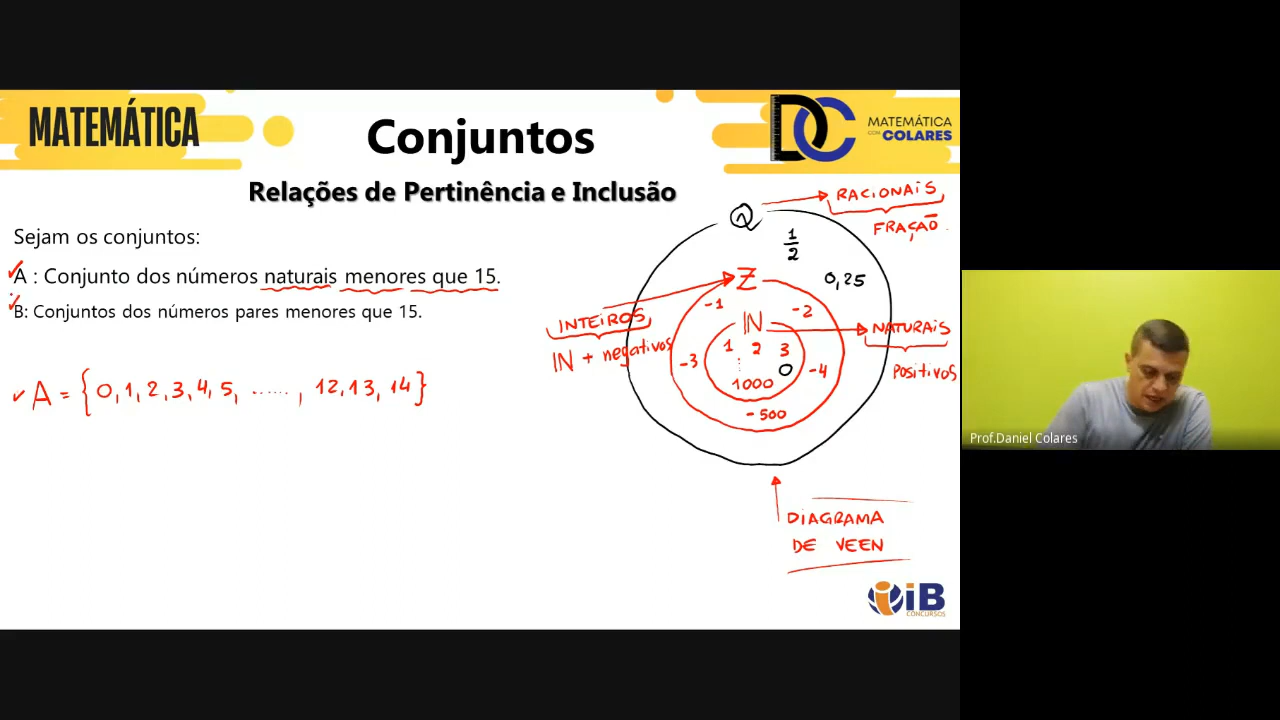 MATEMÁTICA
Conjuntos
DC MATEMÁTICA
COM COLARES
Relações de Pertinência e Inclusão
Sejam os conjuntos:
A : Conjunto dos números naturais menores que 15.
B: Conjuntos dos números pares menores que 15.
A = {0, 1, 2, 3, 4, 5, ......, 12, 13, 14}
Q
RACIONAIS
FRAÇÃO
1/2
0,25
Z
-1
-2
INTEIROS
IN + negativos
IN
NATURAIS
positivos
1 2 3
-3
0
-4
1000
-500
DIAGRAMA
DE VEEN
iB
CONCURSOS
Prof.Daniel Colares